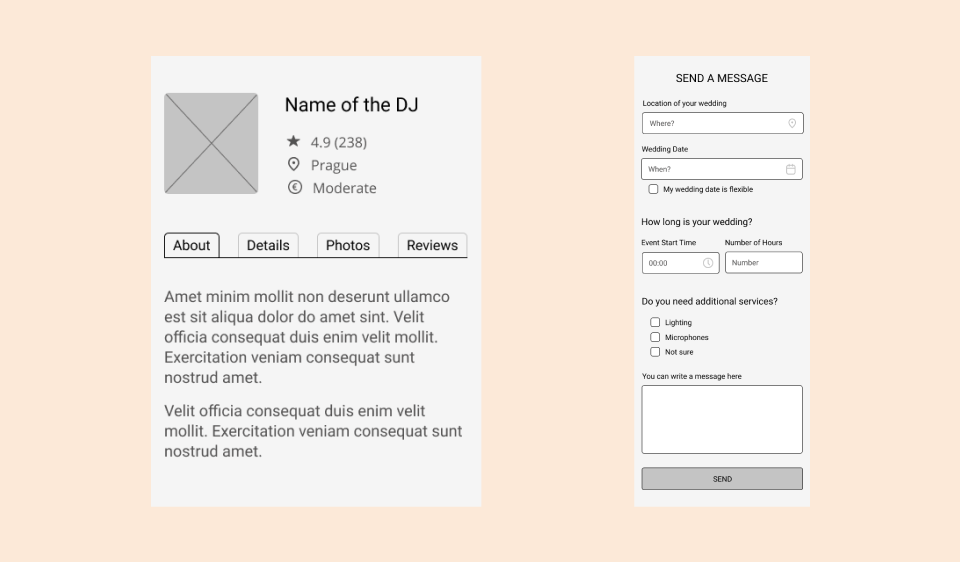 Name of the DJ
4.9 (238)
Prague
€ Moderate
About Details Photos Reviews
Amet minim mollit non deserunt ullamco
est sit aliqua dolor do amet sint. Velit
officia consequat duis enim velit mollit.
Exercitation veniam consequat sunt
nostrud amet.
Velit officia consequat duis enim velit
mollit. Exercitation veniam consequat sunt
nostrud amet.
SEND A MESSAGE
Location of your wedding
Where?
Wedding Date
When?
My wedding date is flexible
How long is your wedding?
Event Start Time Number of Hours
00:00 Number
Do you need additional services?
Lighting
Microphones
Not sure
You can write a message here
SEND